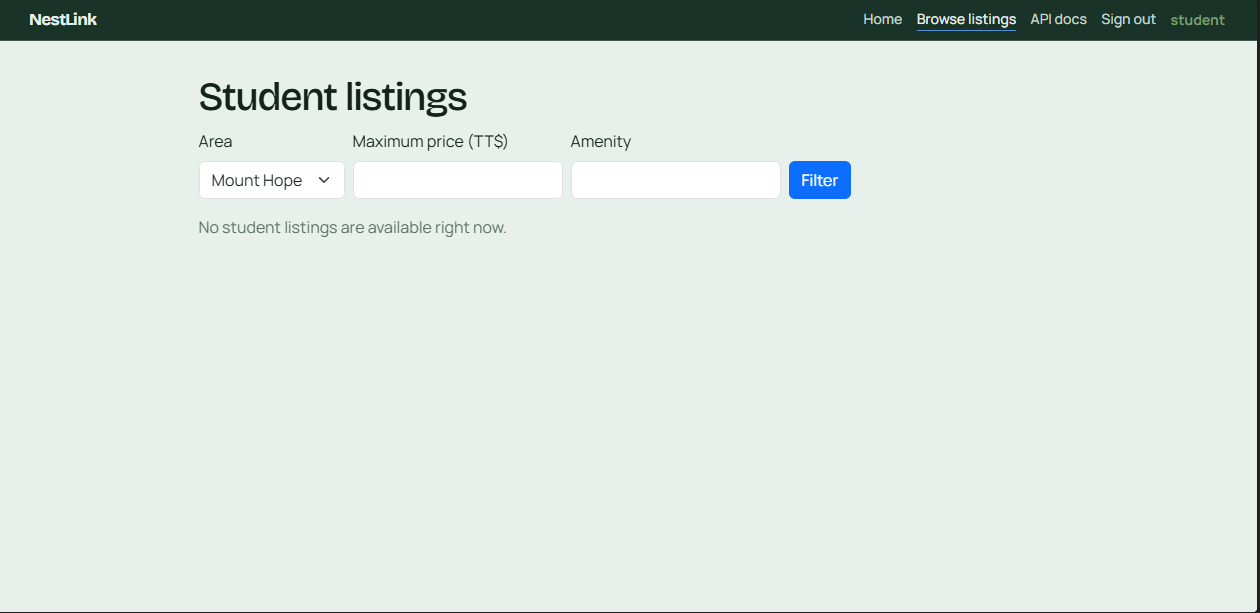 NestLink
Home Browse listings API docs Sign out student
Student listings
Area Maximum price (TT$) Amenity
Mount Hope Filter
No student listings are available right now.